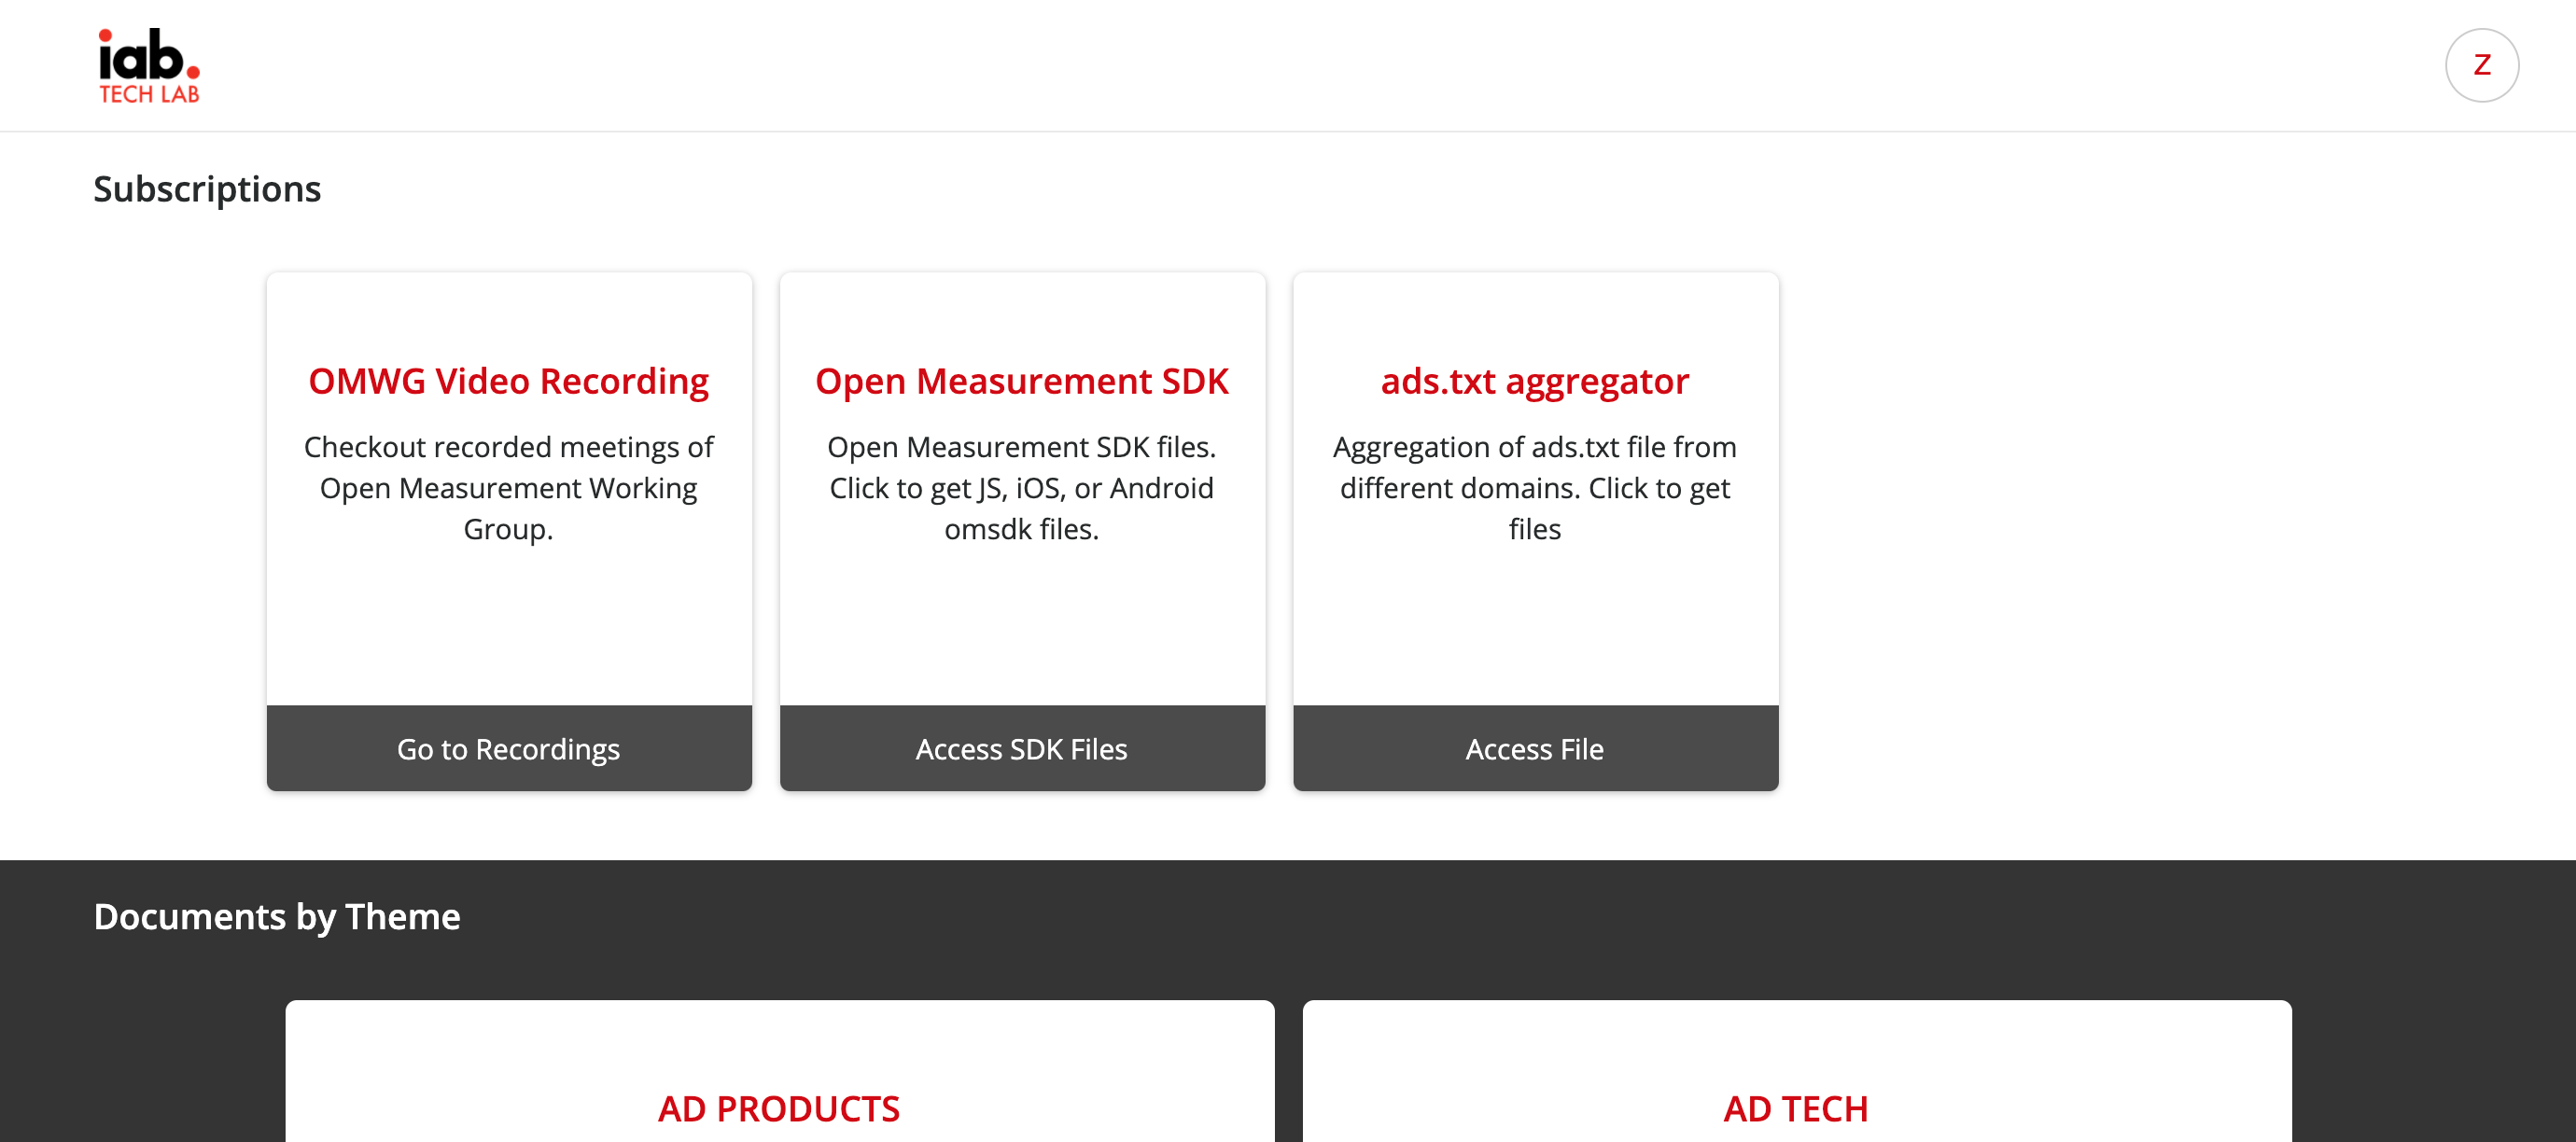 iab.
TECH LAB
Z
Subscriptions
OMWG Video Recording
Checkout recorded meetings of
Open Measurement Working
Group.
Go to Recordings
Open Measurement SDK
Open Measurement SDK files.
Click to get JS, iOS, or Android
omsdk files.
Access SDK Files
ads.txt aggregator
Aggregation of ads.txt file from
different domains. Click to get
files
Access File
Documents by Theme
AD PRODUCTS
AD TECH